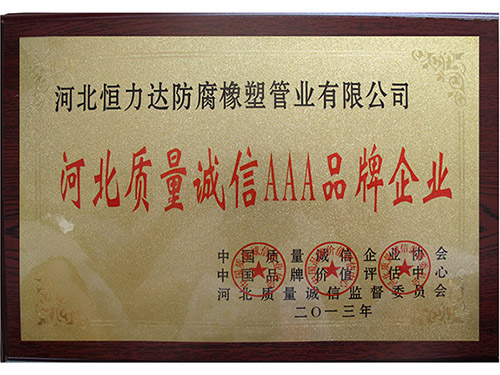 河北恒力达防腐橡塑管业有限公司
河北质量诚信AAA品牌企业
中国质量诚信企业协会
中国品牌价值评估中心
河北质量诚信监督委员会
二〇一三年